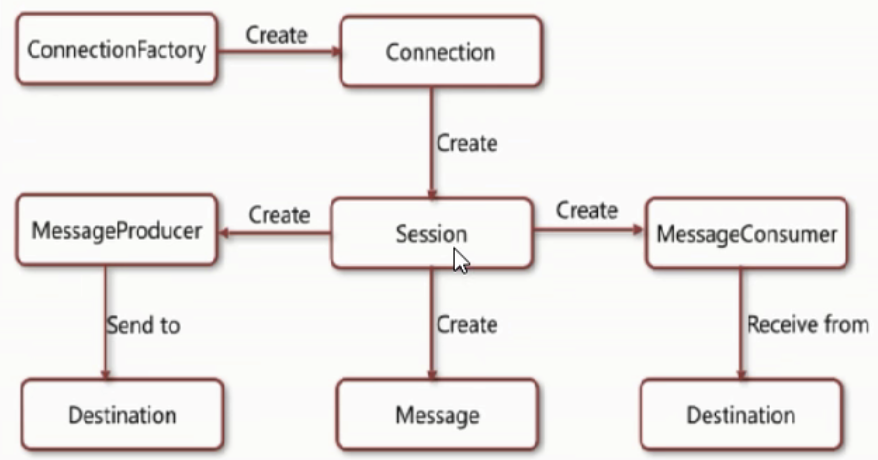 ConnectionFactory
Create
Connection
Create
MessageProducer
Create
Session
Create
MessageConsumer
Send to
Create
Receive from
Destination
Message
Destination